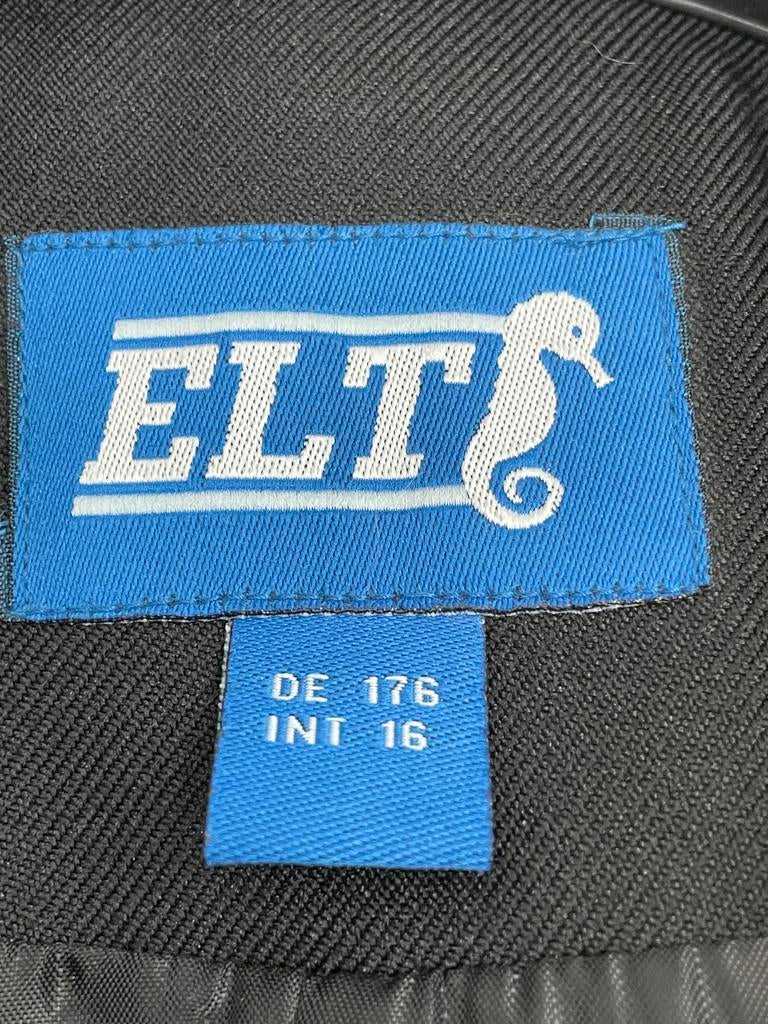 ELT
DE 176
INT 16